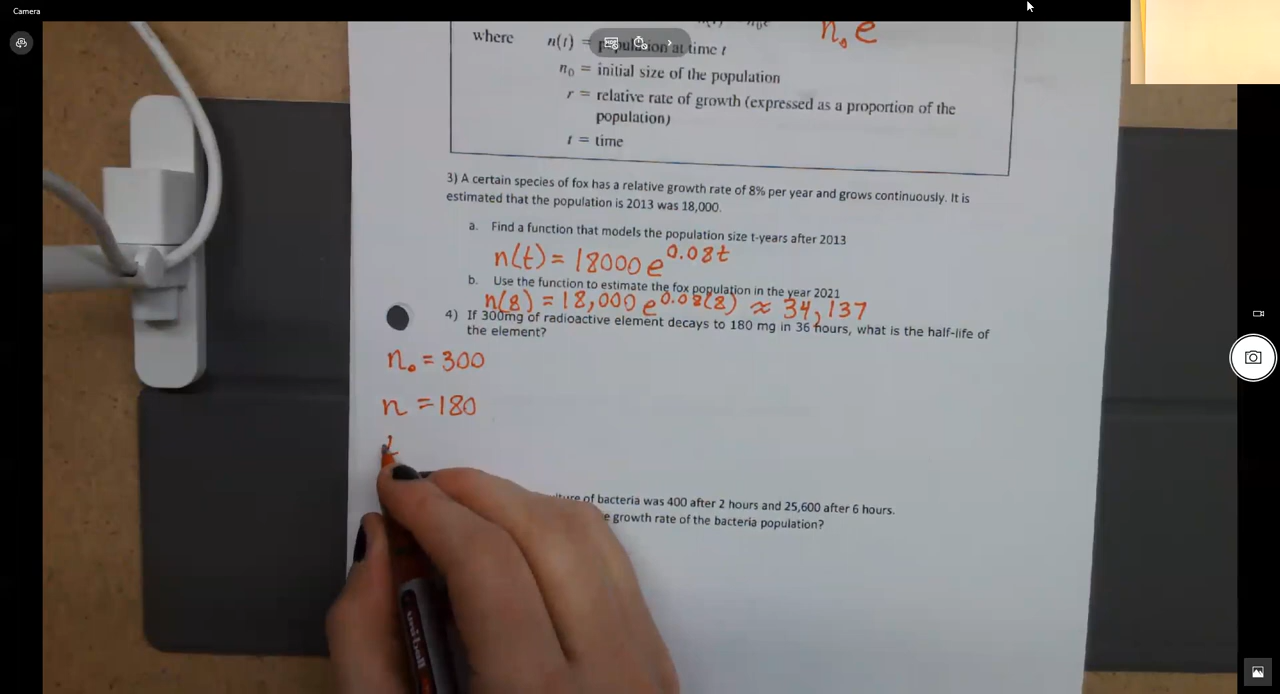 Camera
n₀e
where n(t) = population at time t
n₀ = initial size of the population
r = relative rate of growth (expressed as a proportion of the
population)
t = time
3) A certain species of fox has a relative growth rate of 8% per year and grows continuously. It is
estimated that the population is 2013 was 18,000.
a. Find a function that models the population size t-years after 2013
n(t) = 18000 e^0.08t
b. Use the function to estimate the fox population in the year 2021
n(8) = 18,000 e^0.08(8) ≈ 34,137
4) If 300mg of radioactive element decays to 180 mg in 36 hours, what is the half-life of
the element?
n₀ = 300
n = 180
of bacteria was 400 after 2 hours and 25,600 after 6 hours.
growth rate of the bacteria population?
uni-ball